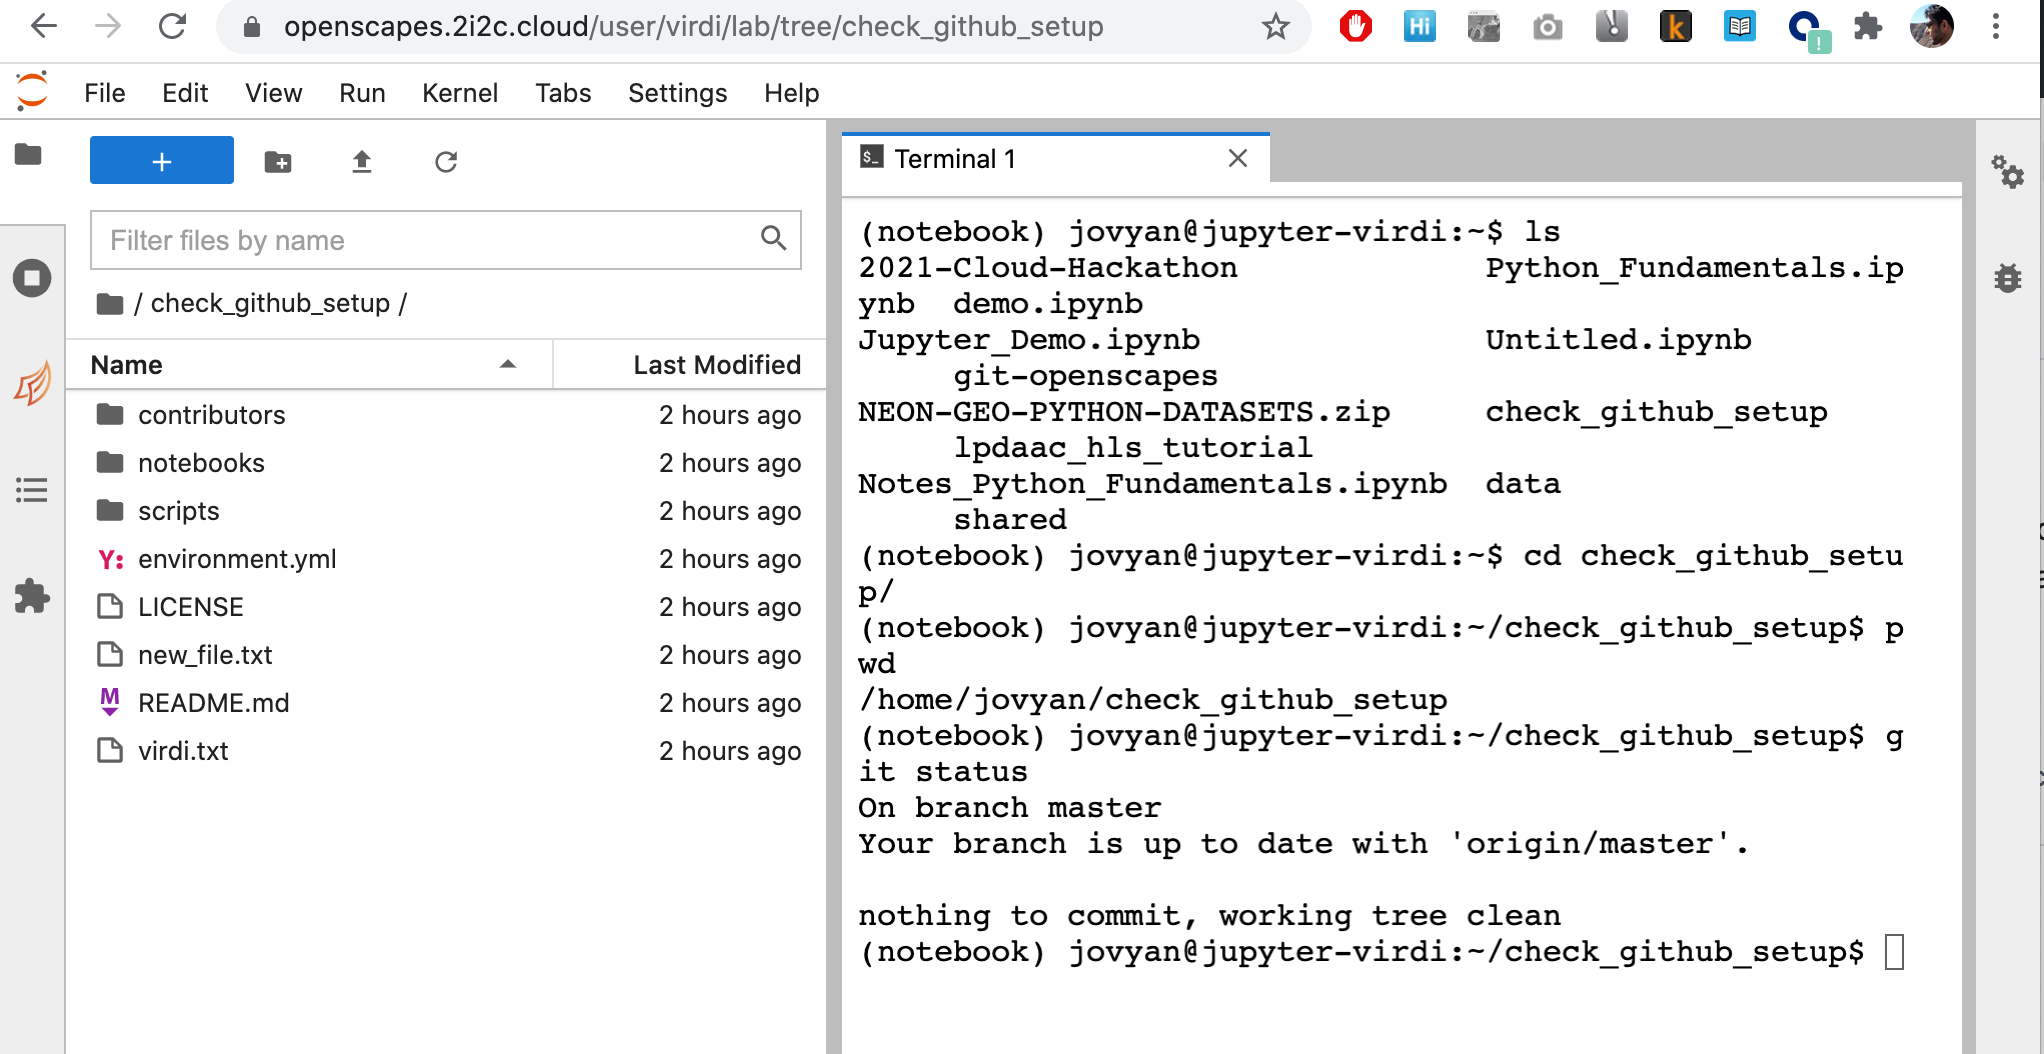 openscapes.2i2c.cloud/user/virdi/lab/tree/check_github_setup
Hi
k
!
File Edit View Run Kernel Tabs Settings Help
+
$_ Terminal 1
Filter files by name
/ check_github_setup /
Name Last Modified
contributors 2 hours ago
notebooks 2 hours ago
scripts 2 hours ago
Y: environment.yml 2 hours ago
LICENSE 2 hours ago
new_file.txt 2 hours ago
M README.md 2 hours ago
virdi.txt 2 hours ago
(notebook) jovyan@jupyter-virdi:~$ ls
2021-Cloud-Hackathon Python_Fundamentals.ip
ynb demo.ipynb
Jupyter_Demo.ipynb Untitled.ipynb
git-openscapes
NEON-GEO-PYTHON-DATASETS.zip check_github_setup
lpdaac_hls_tutorial
Notes_Python_Fundamentals.ipynb data
shared
(notebook) jovyan@jupyter-virdi:~$ cd check_github_setu
p/
(notebook) jovyan@jupyter-virdi:~/check_github_setup$ p
wd
/home/jovyan/check_github_setup
(notebook) jovyan@jupyter-virdi:~/check_github_setup$ g
it status
On branch master
Your branch is up to date with 'origin/master'.
nothing to commit, working tree clean
(notebook) jovyan@jupyter-virdi:~/check_github_setup$